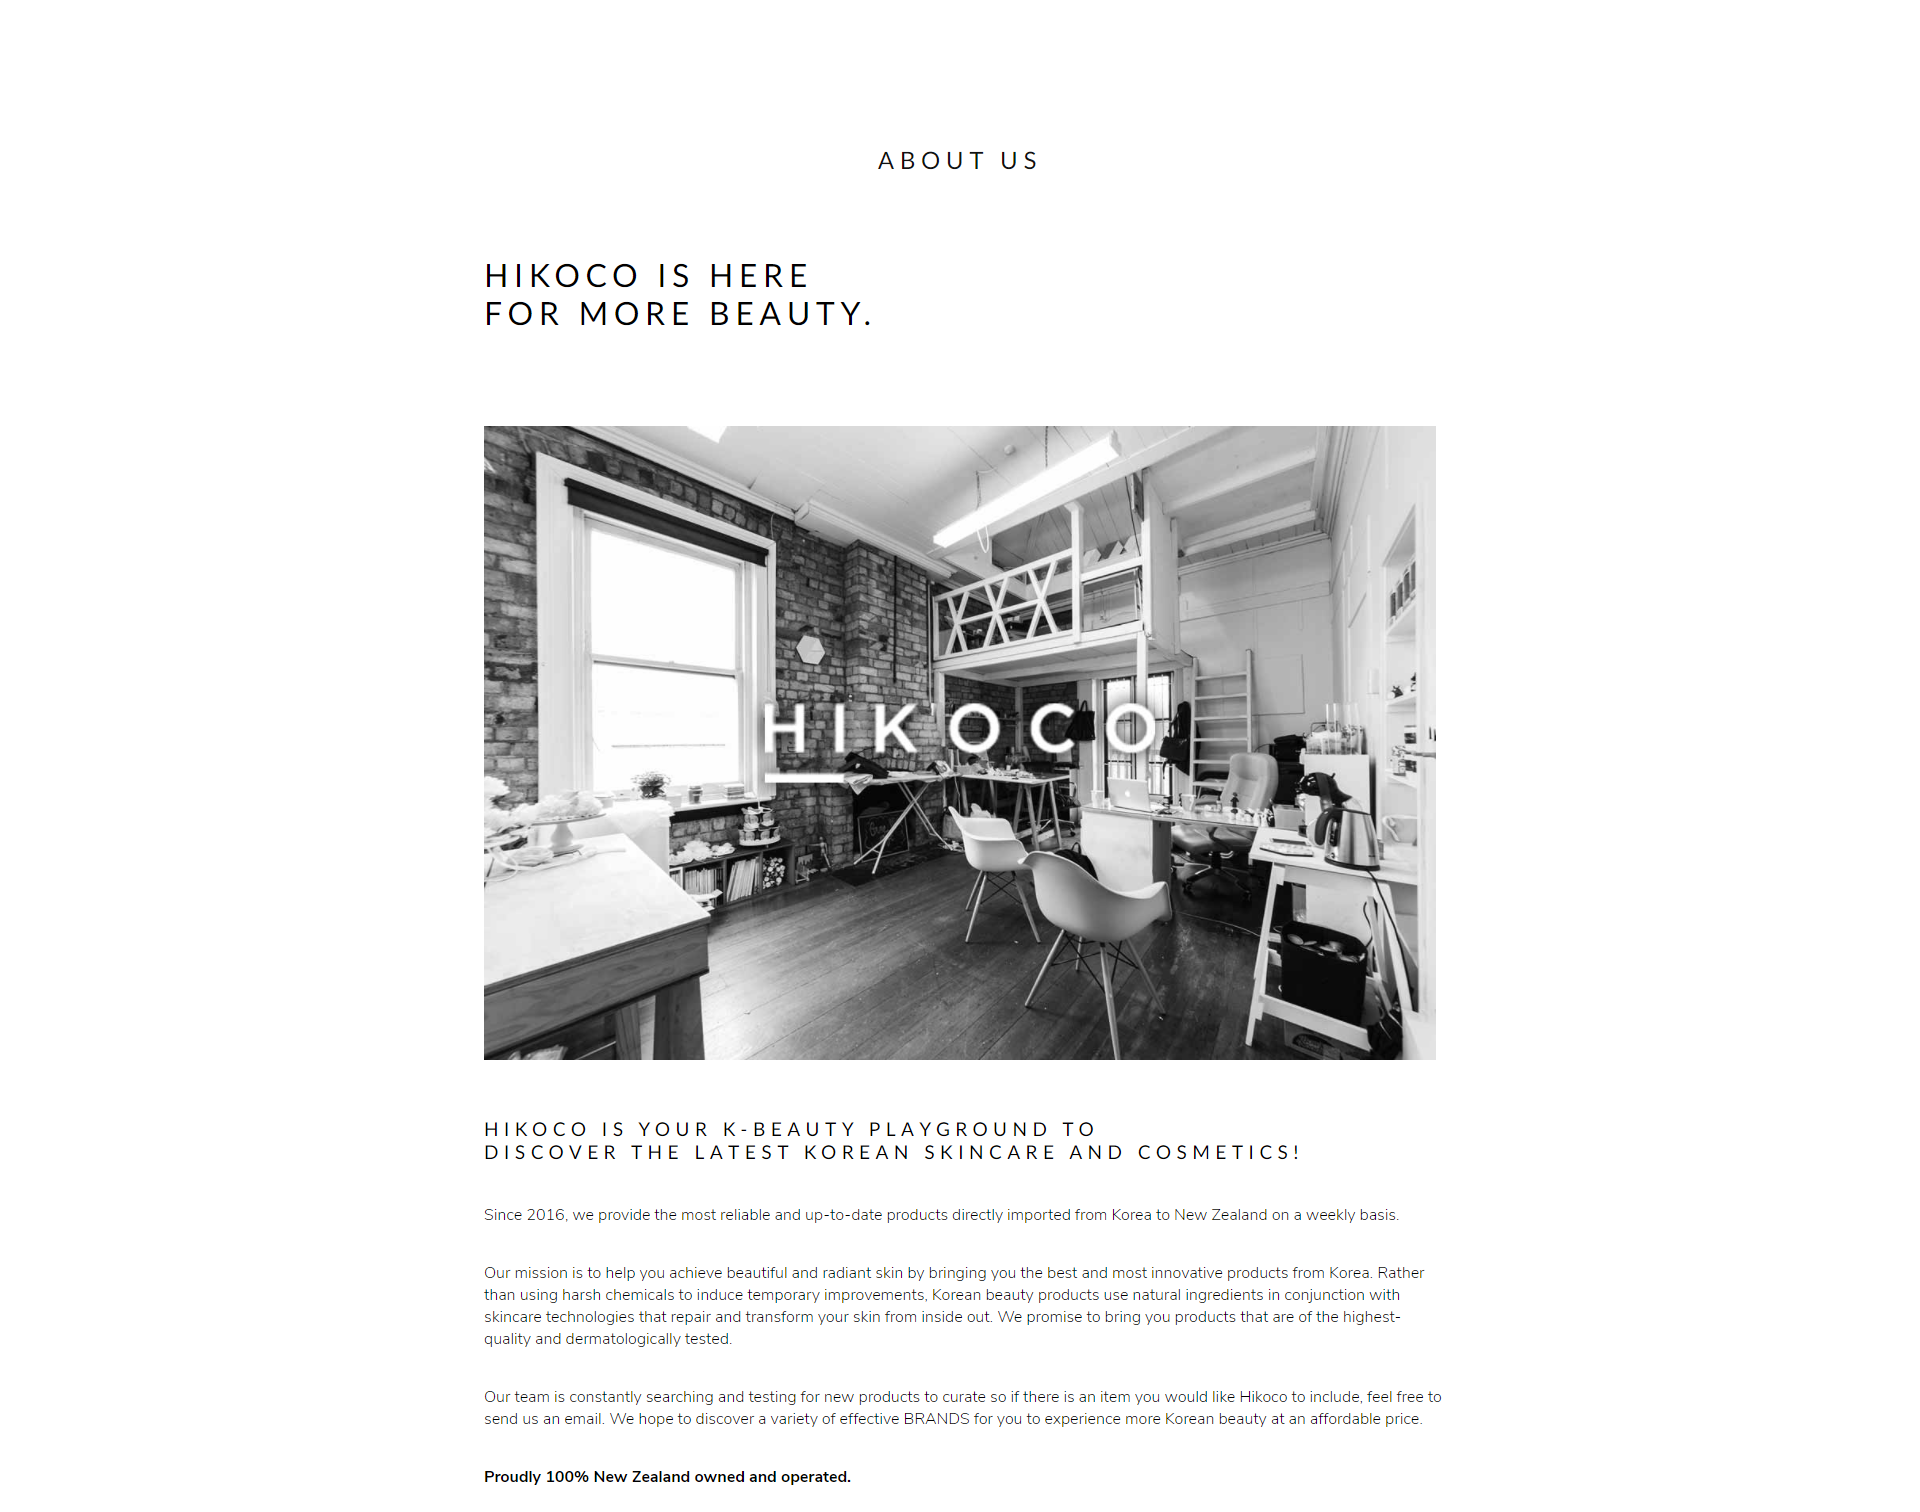 ABOUT US
HIKOCO IS HERE
FOR MORE BEAUTY.
HIKOCO
HIKOCO IS YOUR K-BEAUTY PLAYGROUND TO
DISCOVER THE LATEST KOREAN SKINCARE AND COSMETICS!
Since 2016, we provide the most reliable and up-to-date products directly imported from Korea to New Zealand on a weekly basis.
Our mission is to help you achieve beautiful and radiant skin by bringing you the best and most innovative products from Korea. Rather
than using harsh chemicals to induce temporary improvements, Korean beauty products use natural ingredients in conjunction with
skincare technologies that repair and transform your skin from inside out. We promise to bring you products that are of the highest-
quality and dermatologically tested.
Our team is constantly searching and testing for new products to curate so if there is an item you would like Hikoco to include, feel free to
send us an email. We hope to discover a variety of effective BRANDS for you to experience more Korean beauty at an affordable price.
Proudly 100% New Zealand owned and operated.